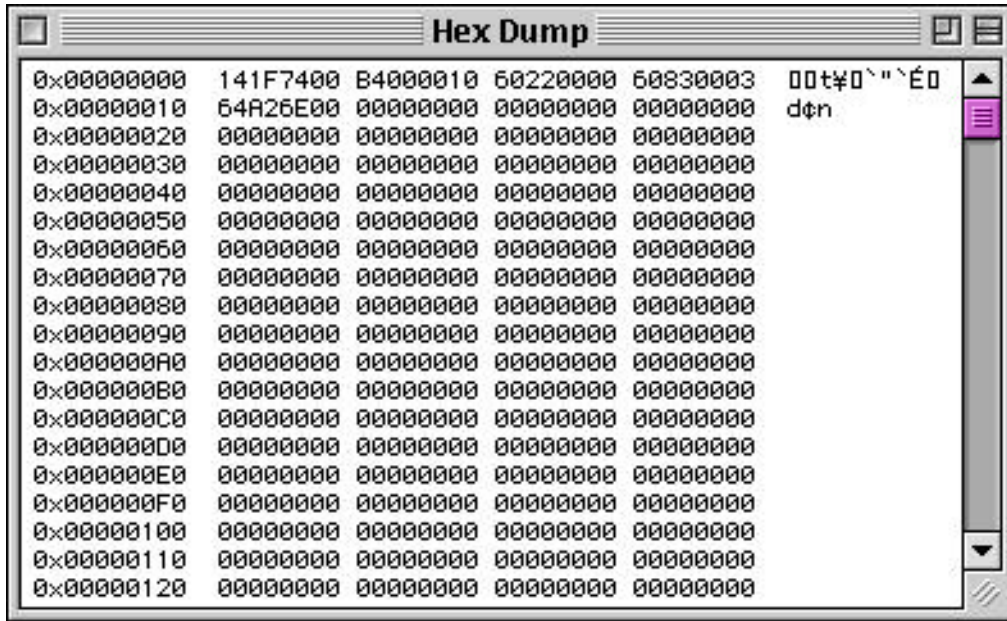 Hex Dump
0x00000000 141F7400 B4000010 60220000 60830003 ▯▯t¥▯`"`É▯
0x00000010 64A26E00 00000000 00000000 00000000 d¢n
0x00000020 00000000 00000000 00000000 00000000
0x00000030 00000000 00000000 00000000 00000000
0x00000040 00000000 00000000 00000000 00000000
0x00000050 00000000 00000000 00000000 00000000
0x00000060 00000000 00000000 00000000 00000000
0x00000070 00000000 00000000 00000000 00000000
0x00000080 00000000 00000000 00000000 00000000
0x00000090 00000000 00000000 00000000 00000000
0x000000A0 00000000 00000000 00000000 00000000
0x000000B0 00000000 00000000 00000000 00000000
0x000000C0 00000000 00000000 00000000 00000000
0x000000D0 00000000 00000000 00000000 00000000
0x000000E0 00000000 00000000 00000000 00000000
0x000000F0 00000000 00000000 00000000 00000000
0x00000100 00000000 00000000 00000000 00000000
0x00000110 00000000 00000000 00000000 00000000
0x00000120 00000000 00000000 00000000 00000000